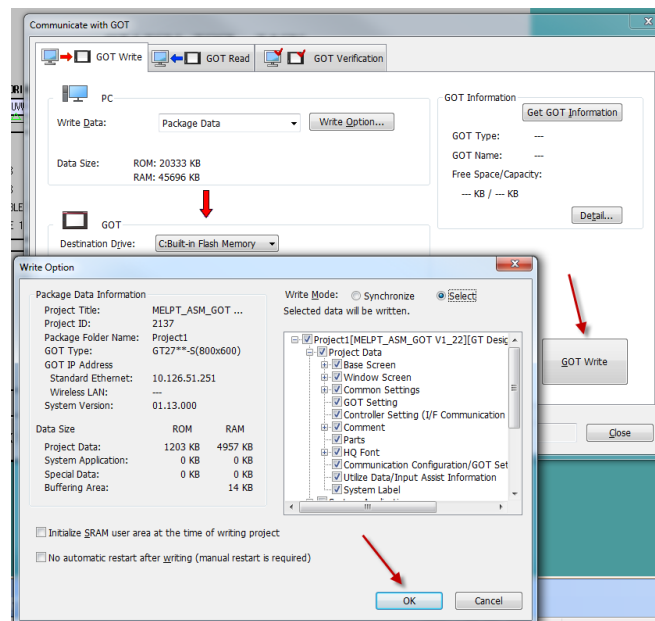 Communicate with GOT
GOT Write
GOT Read
GOT Verification
PC
Write Data:
Package Data
Write Option...
Data Size:
ROM: 20333 KB
RAM: 45696 KB
GOT
Destination Drive:
C:Built-in Flash Memory
GOT Information
Get GOT Information
GOT Type: ---
GOT Name: ---
Free Space/Capacity:
--- KB / --- KB
Detail...
GOT Write
Close
Write Option
Package Data Information
Project Title: MELPT_ASM_GOT ...
Project ID: 2137
Package Folder Name: Project1
GOT Type: GT27**-S(800x600)
GOT IP Address
Standard Ethernet: 10.126.51.251
Wireless LAN: ---
System Version: 01.13.000
Data Size ROM RAM
Project Data: 1203 KB 4957 KB
System Application: 0 KB 0 KB
Special Data: 0 KB 0 KB
Buffering Area: 14 KB
Write Mode: Synchronize Select
Selected data will be written.
Project1[MELPT_ASM_GOT V1_22][GT Desig
Project Data
Base Screen
Window Screen
Common Settings
GOT Setting
Controller Setting (I/F Communication
Comment
Parts
HQ Font
Communication Configuration/GOT Set
Utilize Data/Input Assist Information
System Label
Initialize SRAM user area at the time of writing project
No automatic restart after writing (manual restart is required)
OK
Cancel